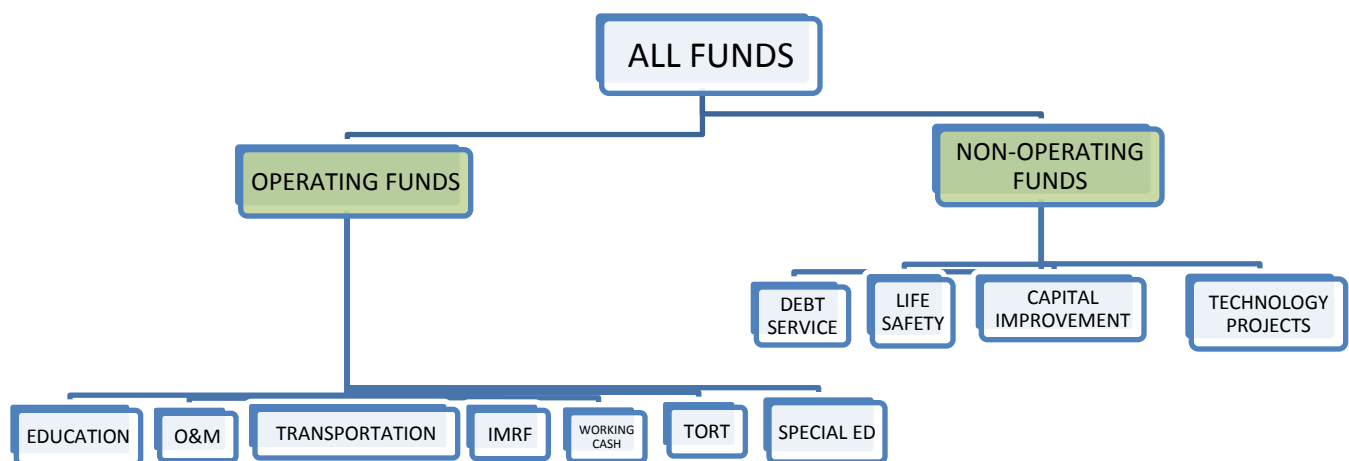 ALL FUNDS
OPERATING FUNDS
NON-OPERATING
FUNDS
DEBT
SERVICE
LIFE
SAFETY
CAPITAL
IMPROVEMENT
TECHNOLOGY
PROJECTS
EDUCATION
O&M
TRANSPORTATION
IMRF
WORKING
CASH
TORT
SPECIAL ED